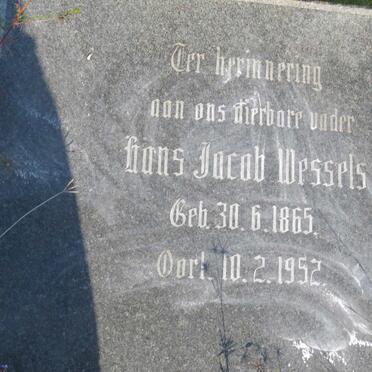 Ter herinnering
aan ons dierbare vader
Hans Jacob Wessels
Geb. 30. 6. 1865.
Oorl. 10. 2. 1952